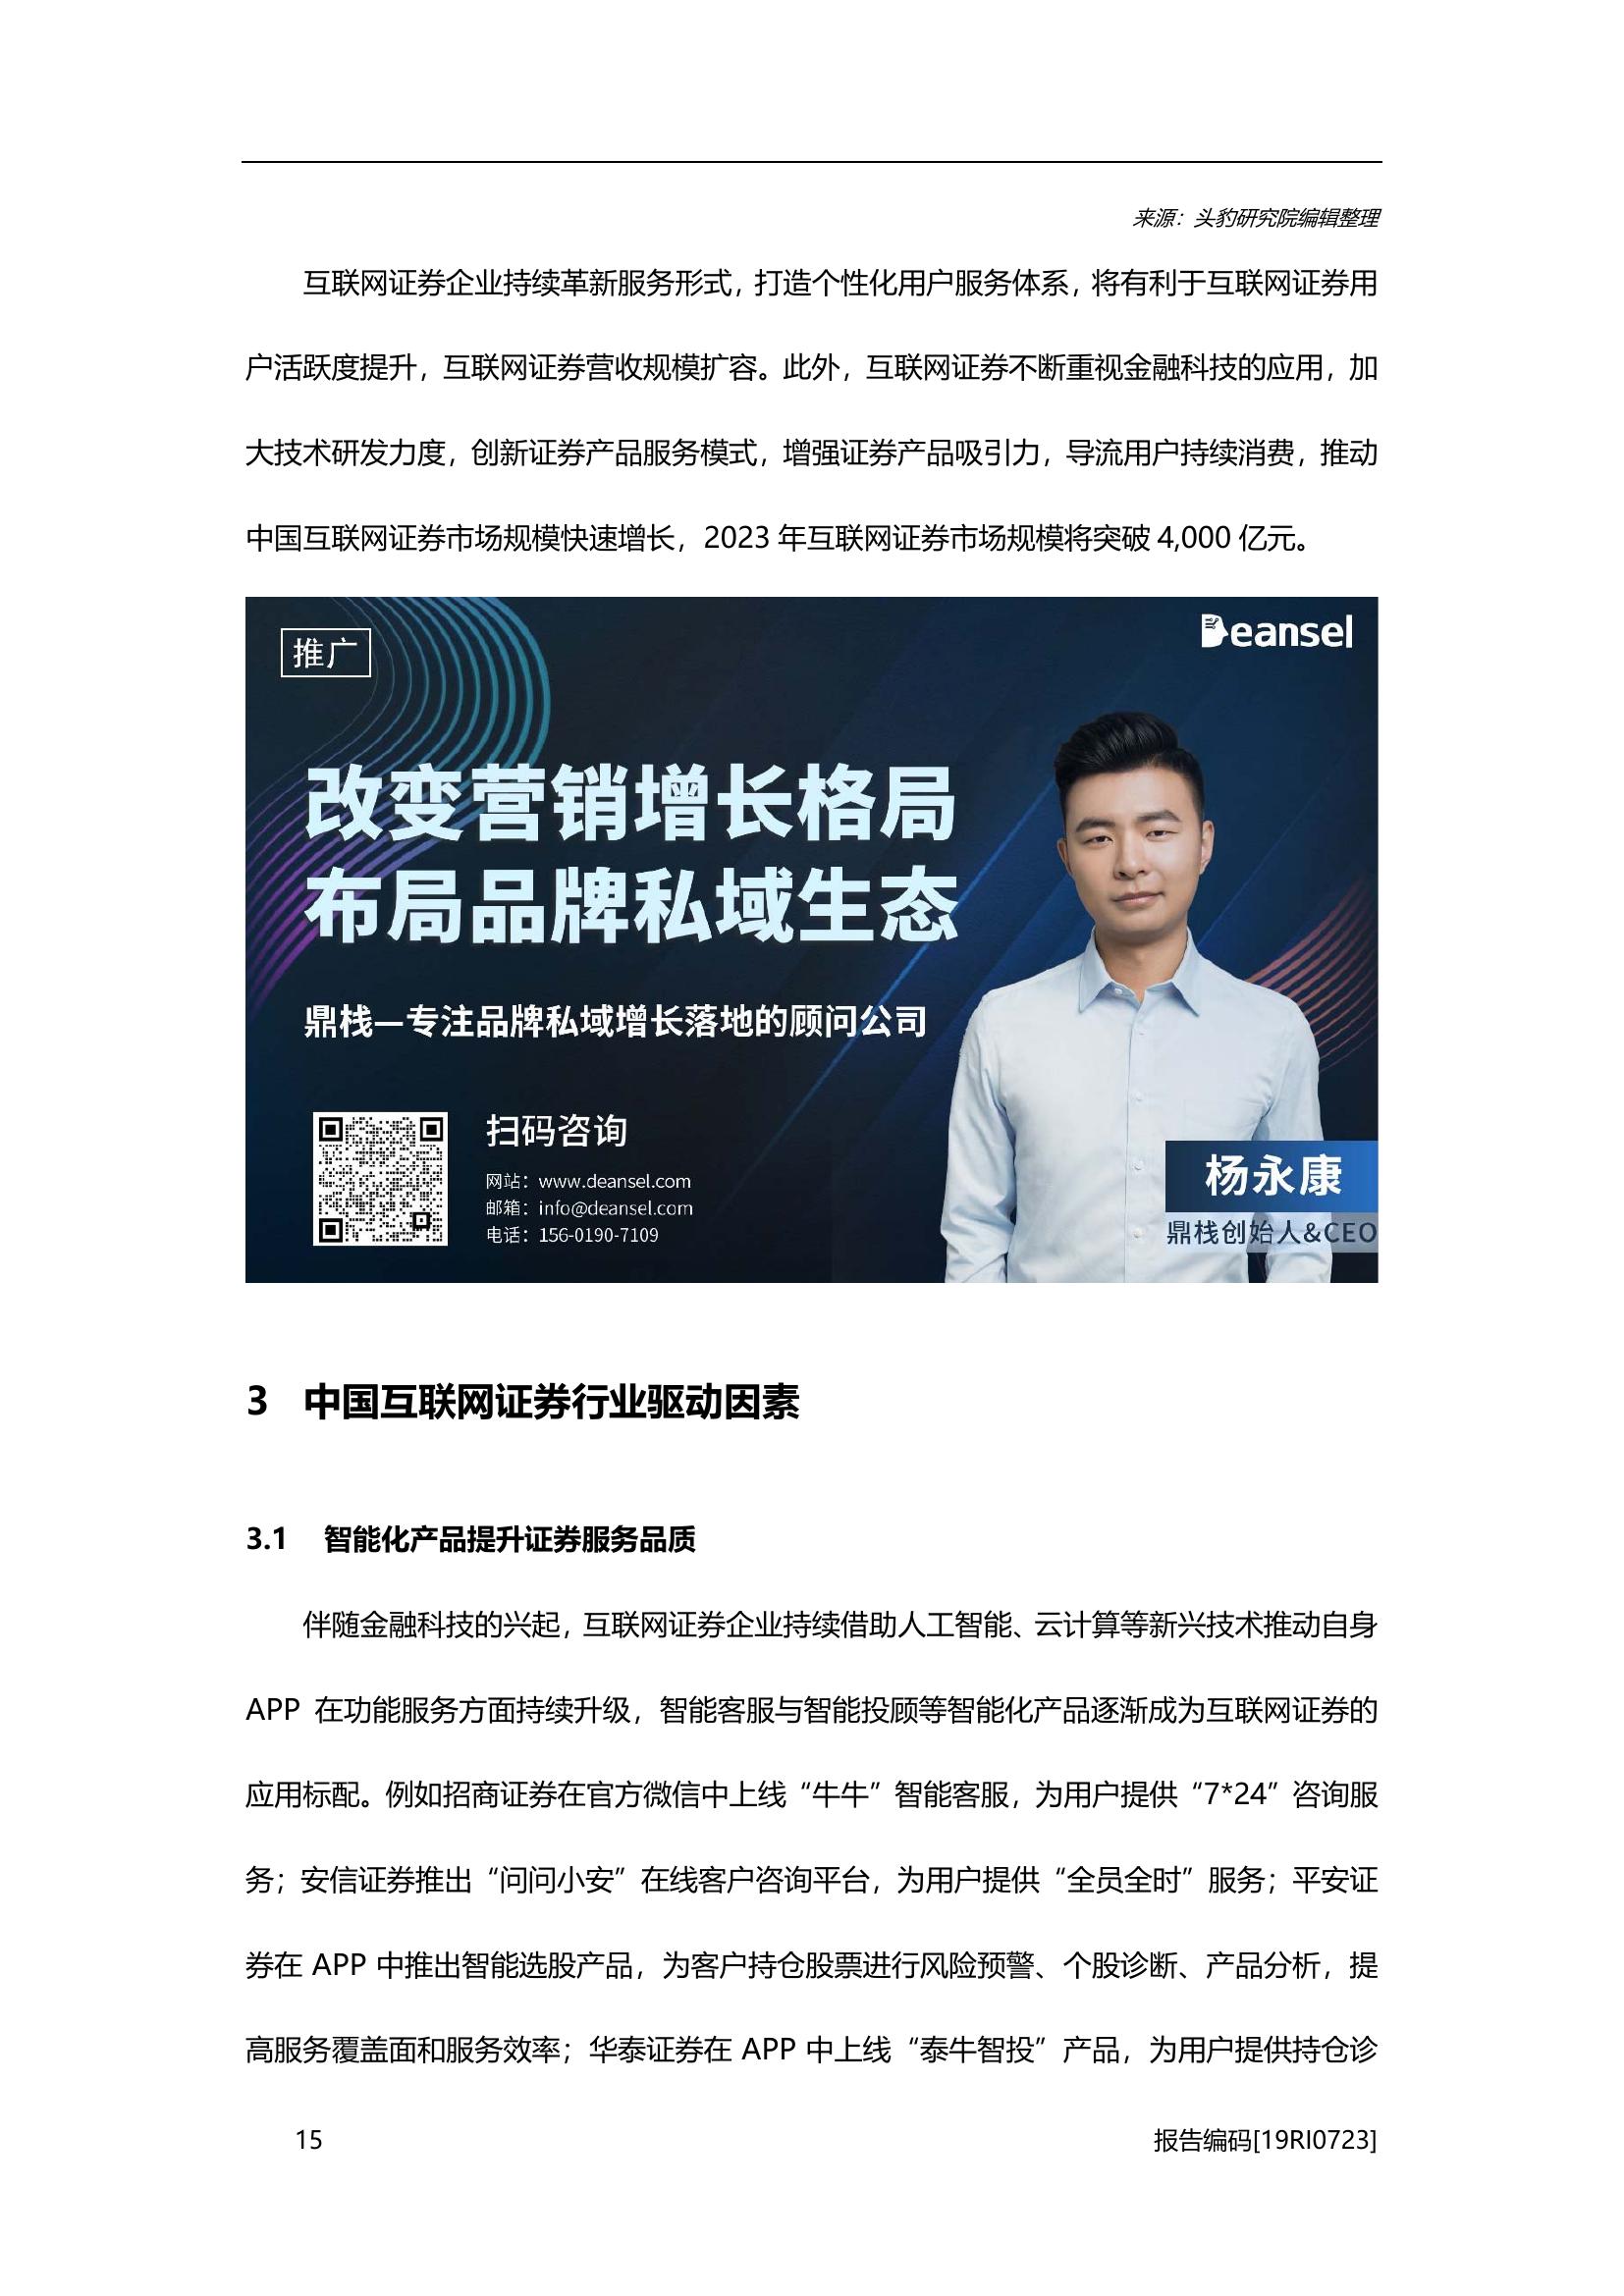 来源：头豹研究院编辑整理
互联网证券企业持续革新服务形式，打造个性化用户服务体系，将有利于互联网证券用
户活跃度提升，互联网证券营收规模扩容。此外，互联网证券不断重视金融科技的应用，加
大技术研发力度，创新证券产品服务模式，增强证券产品吸引力，导流用户持续消费，推动
中国互联网证券市场规模快速增长，2023 年互联网证券市场规模将突破 4,000 亿元。
推广
Deansel
改变营销增长格局
布局品牌私域生态
鼎栈—专注品牌私域增长落地的顾问公司
扫码咨询
网站：www.deansel.com
邮箱：info@deansel.com
电话：156-0190-7109
杨永康
鼎栈创始人&CEO
3 中国互联网证券行业驱动因素
3.1 智能化产品提升证券服务品质
伴随金融科技的兴起，互联网证券企业持续借助人工智能、云计算等新兴技术推动自身
APP 在功能服务方面持续升级，智能客服与智能投顾等智能化产品逐渐成为互联网证券的
应用标配。例如招商证券在官方微信中上线“牛牛”智能客服，为用户提供“7*24”咨询服
务；安信证券推出“问问小安”在线客户咨询平台，为用户提供“全员全时”服务；平安证
券在 APP 中推出智能选股产品，为客户持仓股票进行风险预警、个股诊断、产品分析，提
高服务覆盖面和服务效率；华泰证券在 APP 中上线“泰牛智投”产品，为用户提供持仓诊
15
报告编码[19RI0723]